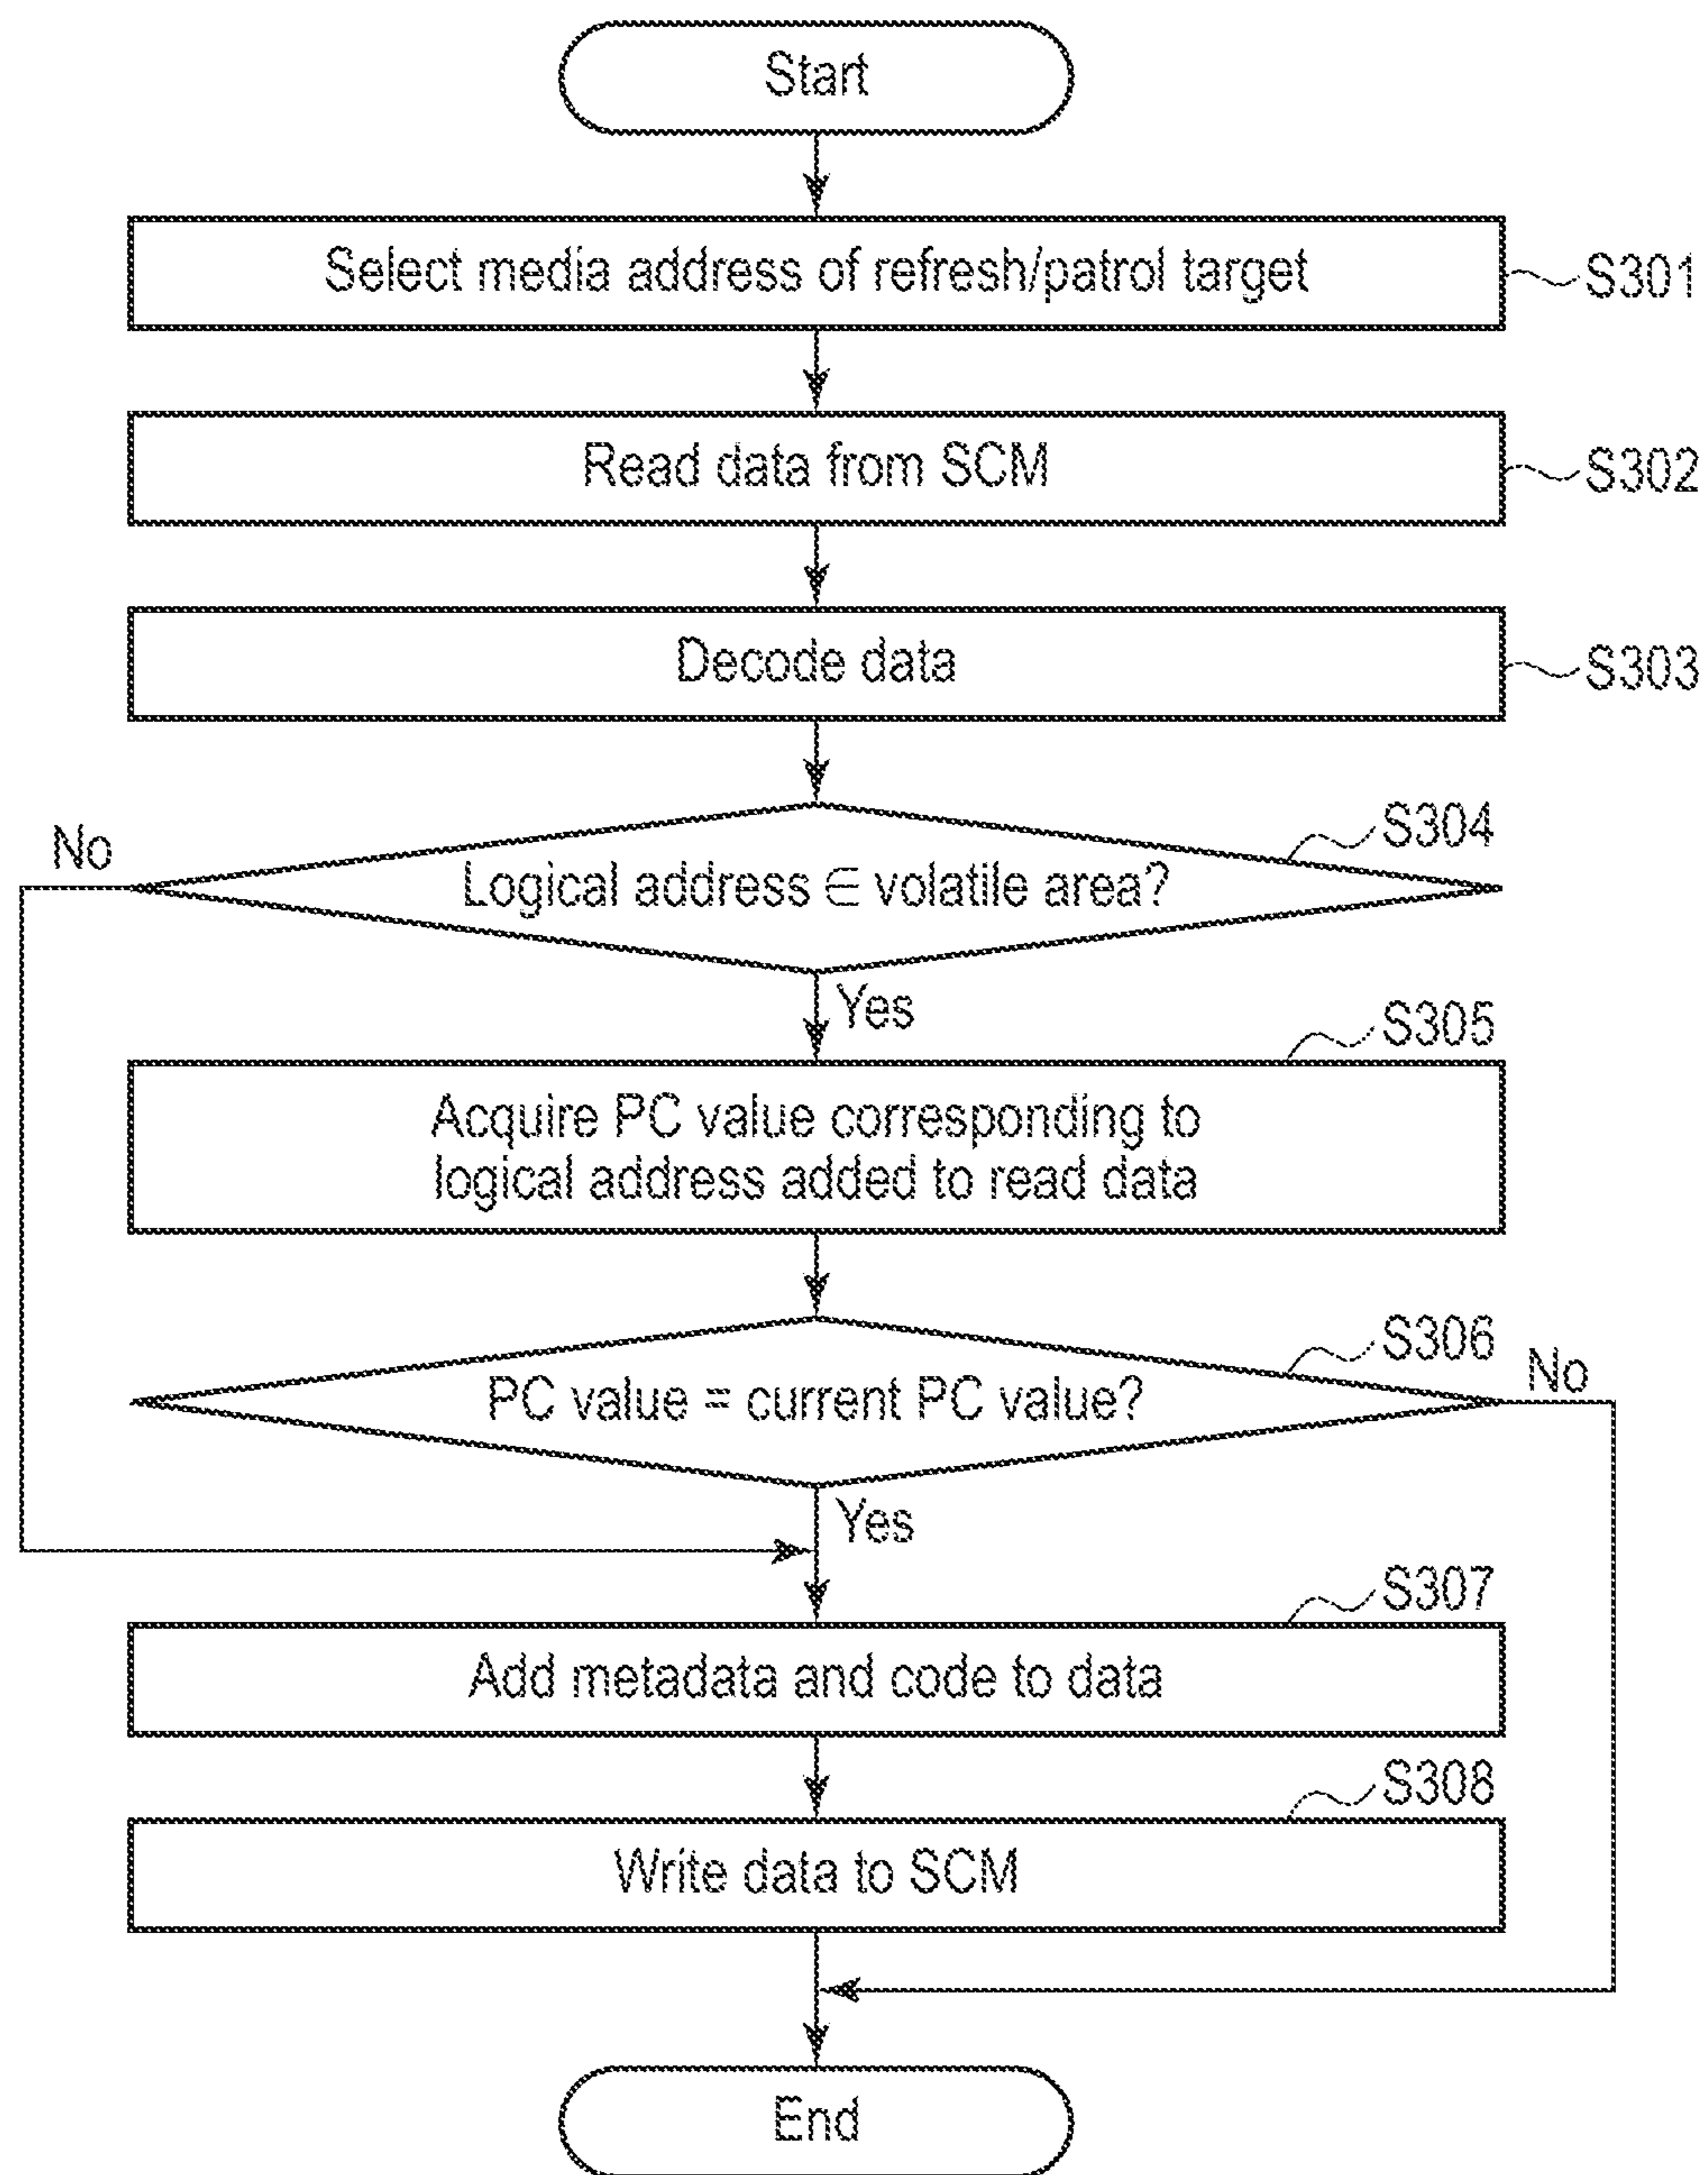 Start
Select media address of refresh/patrol target
S301
Read data from SCM
S302
Decode data
S303
S304
No
Logical address ∈ volatile area?
Yes
S305
Acquire PC value corresponding to
logical address added to read data
S306
No
PC value = current PC value?
Yes
S307
Add metadata and code to data
S308
Write data to SCM
End